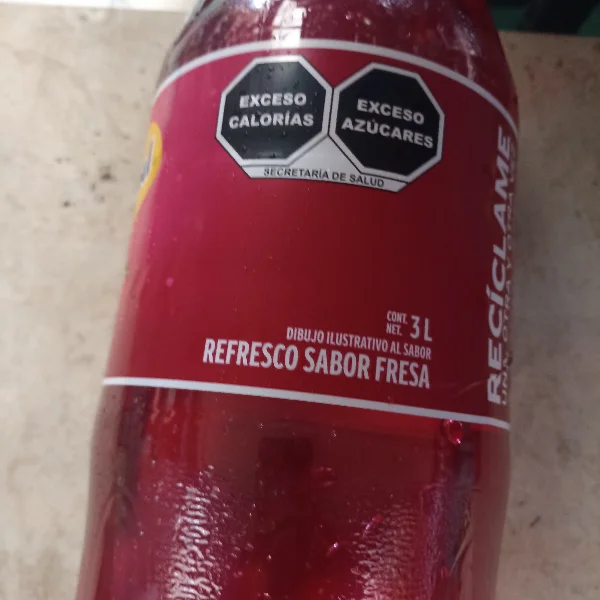 EXCESO
CALORÍAS
EXCESO
AZÚCARES
SECRETARÍA DE SALUD
CONT.
NET. 3 L
DIBUJO ILUSTRATIVO AL SABOR
REFRESCO SABOR FRESA
RECÍCLAME